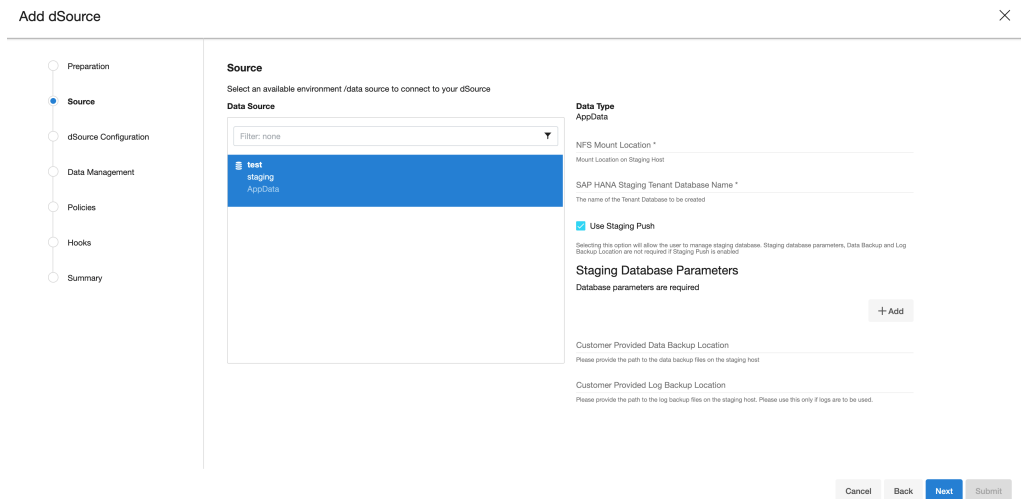 Add dSource
Preparation
Source
dSource Configuration
Data Management
Policies
Hooks
Summary
Source
Select an available environment /data source to connect to your dSource
Data Source
Filter: none
test
staging
AppData
Data Type
AppData
NFS Mount Location *
Mount Location on Staging Host
SAP HANA Staging Tenant Database Name *
The name of the Tenant Database to be created
Use Staging Push
Selecting this option will allow the user to manage staging database. Staging database parameters, Data Backup and Log
Backup Location are not required if Staging Push is enabled
Staging Database Parameters
Database parameters are required
+ Add
Customer Provided Data Backup Location
Please provide the path to the data backup files on the staging host
Customer Provided Log Backup Location
Please provide the path to the log backup files on the staging host. Please use this only if logs are to be used.
Cancel Back Next Submit